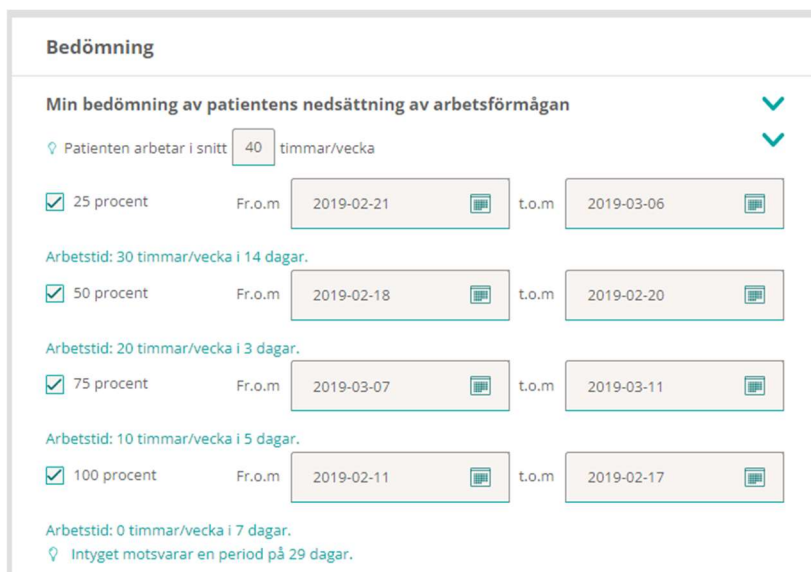 Bedömning
Min bedömning av patientens nedsättning av arbetsförmågan
Patienten arbetar i snitt 40 timmar/vecka
25 procent Fr.o.m 2019-02-21 t.o.m 2019-03-06
Arbetstid: 30 timmar/vecka i 14 dagar.
50 procent Fr.o.m 2019-02-18 t.o.m 2019-02-20
Arbetstid: 20 timmar/vecka i 3 dagar.
75 procent Fr.o.m 2019-03-07 t.o.m 2019-03-11
Arbetstid: 10 timmar/vecka i 5 dagar.
100 procent Fr.o.m 2019-02-11 t.o.m 2019-02-17
Arbetstid: 0 timmar/vecka i 7 dagar.
Intyget motsvarar en period på 29 dagar.